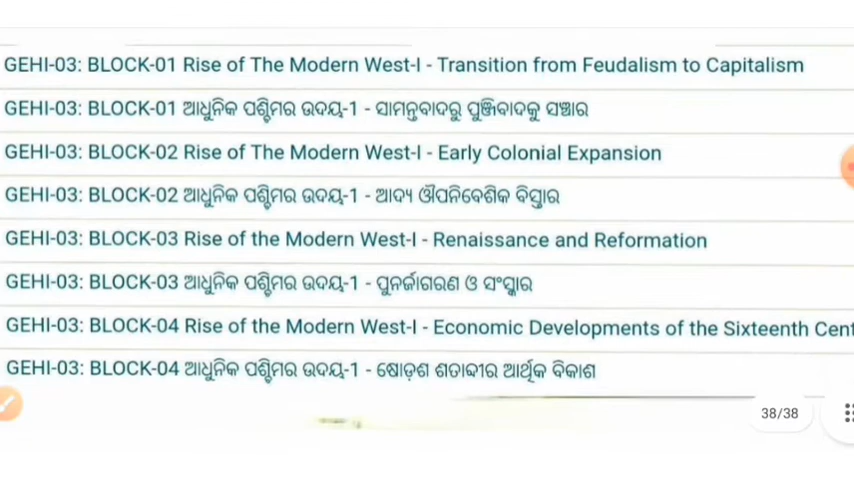 GEHI-03: BLOCK-01 Rise of The Modern West-I - Transition from Feudalism to Capitalism
GEHI-03: BLOCK-01 ଆଧୁନିକ ପଶ୍ଚିମର ଉଦୟ-1 - ସାମନ୍ତବାଦରୁ ପୁଞ୍ଜିବାଦକୁ ସଞ୍ଚାର
GEHI-03: BLOCK-02 Rise of The Modern West-I - Early Colonial Expansion
GEHI-03: BLOCK-02 ଆଧୁନିକ ପଶ୍ଚିମର ଉଦୟ-1 - ଆଦ୍ୟ ଔପନିବେଶିକ ବିସ୍ତାର
GEHI-03: BLOCK-03 Rise of the Modern West-I - Renaissance and Reformation
GEHI-03: BLOCK-03 ଆଧୁନିକ ପଶ୍ଚିମର ଉଦୟ-1 - ପୁନର୍ଜାଗରଣ ଓ ସଂସ୍କାର
GEHI-03: BLOCK-04 Rise of the Modern West-I - Economic Developments of the Sixteenth Cent
GEHI-03: BLOCK-04 ଆଧୁନିକ ପଶ୍ଚିମର ଉଦୟ-1 - ଷୋଡ଼ଶ ଶତାବ୍ଦୀର ଆର୍ଥିକ ବିକାଶ
38/38